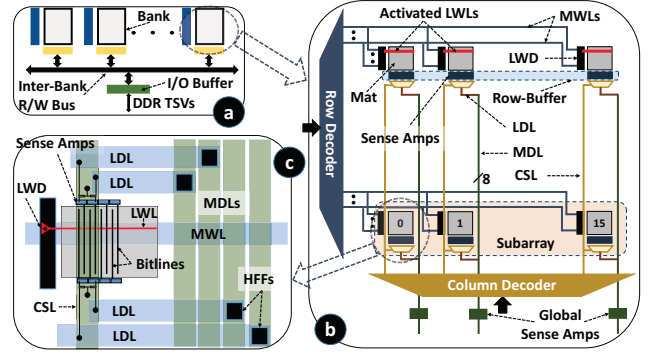 Bank
Inter-Bank
R/W Bus
I/O Buffer
DDR TSVs
a
Activated LWLs
MWLs
LWD
Mat
Row-Buffer
Sense Amps
LDL
MDL
8
CSL
Row Decoder
0
1
15
Subarray
Column Decoder
Global
Sense Amps
b
Sense Amps
c
LDL
LDL
LWD
MDLs
LWL
MWL
Bitlines
HFFs
CSL
LDL
LDL